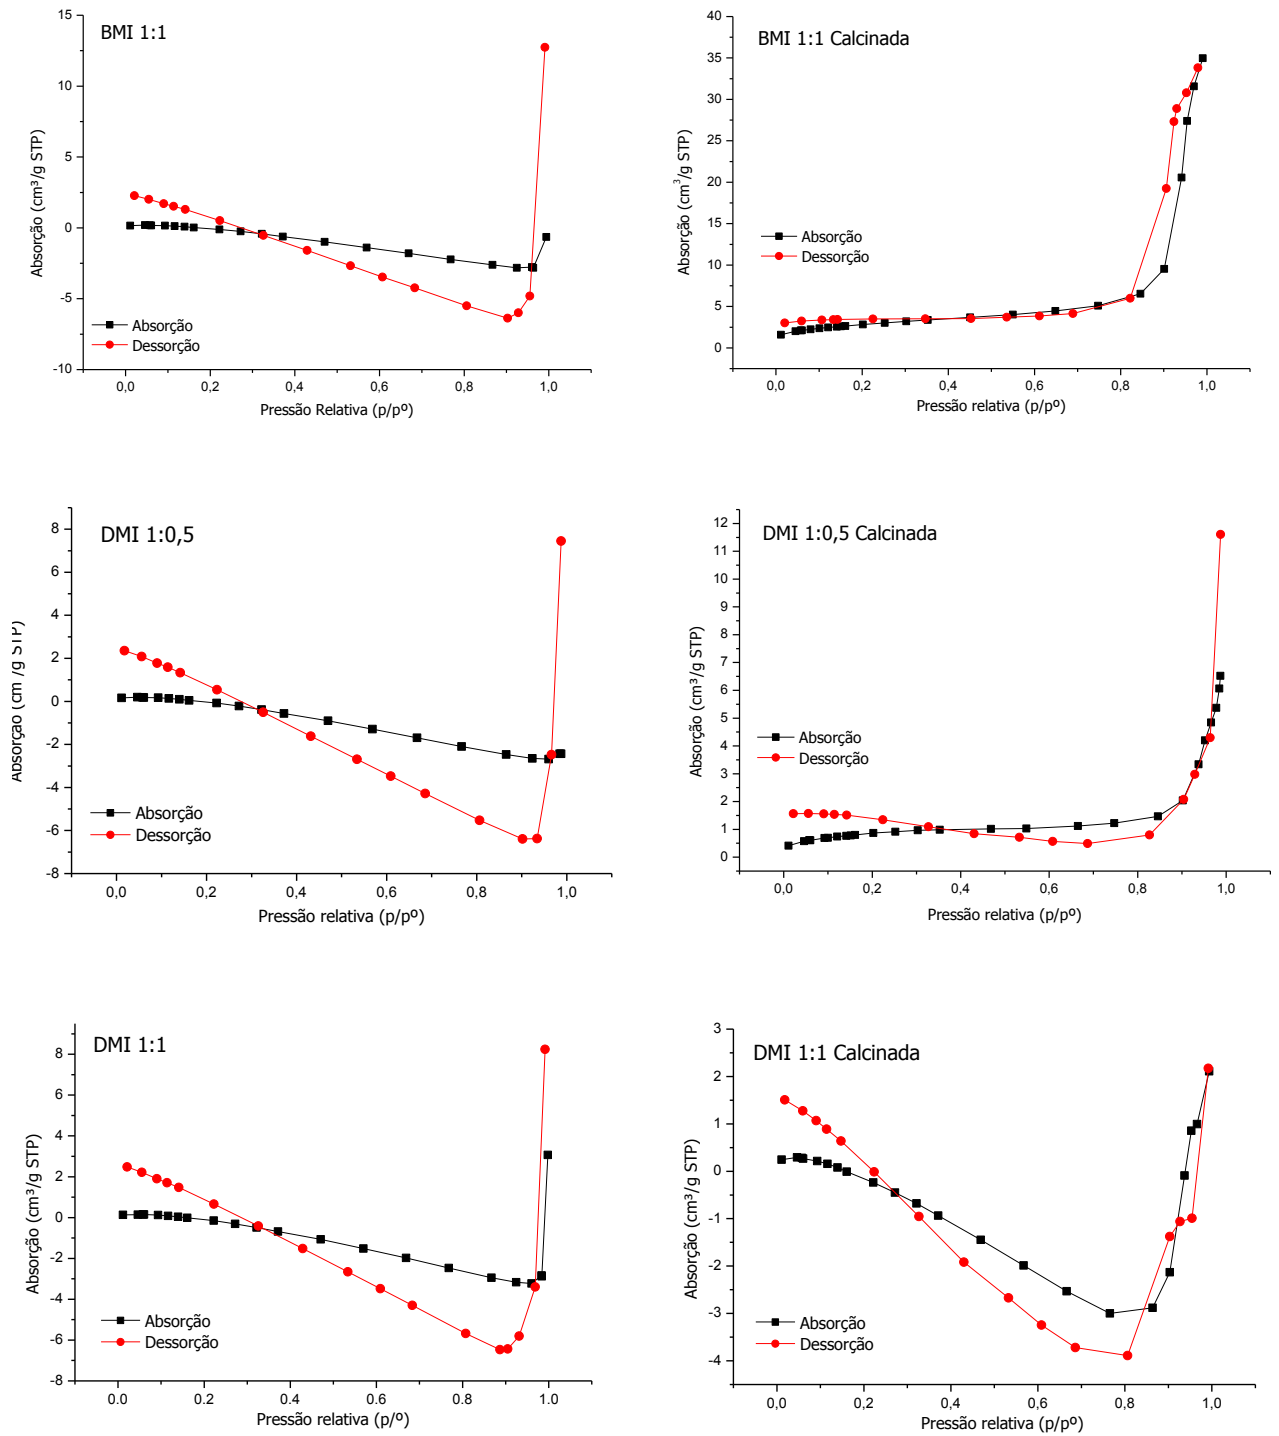 BMI 1:1
15
10
5
0
-5
-10
Absorção (cm³/g STP)
Absorção
Dessorção
0,0 0,2 0,4 0,6 0,8 1,0
Pressão Relativa (p/pº)
BMI 1:1 Calcinada
40
35
30
25
20
15
10
5
0
Absorção (cm³/g STP)
Absorção
Dessorção
0,0 0,2 0,4 0,6 0,8 1,0
Pressão relativa (p/pº)
DMI 1:0,5
8
6
4
2
0
-2
-4
-6
-8
Absorção (cm /g STP)
Absorção
Dessorção
0,0 0,2 0,4 0,6 0,8 1,0
Pressão relativa (p/pº)
DMI 1:0,5 Calcinada
12
11
10
9
8
7
6
5
4
3
2
1
0
Absorção (cm³/g STP)
Absorção
Dessorção
0,0 0,2 0,4 0,6 0,8 1,0
Pressão relativa (p/pº)
DMI 1:1
8
6
4
2
0
-2
-4
-6
-8
Absorção (cm³/g STP)
Absorção
Dessorção
0,0 0,2 0,4 0,6 0,8 1,0
Pressão relativa (p/º)
DMI 1:1 Calcinada
3
2
1
0
-1
-2
-3
-4
Absorção (cm³/g STP)
Absorção
Dessorção
0,0 0,2 0,4 0,6 0,8 1,0
Pressão relativa (p/pº)